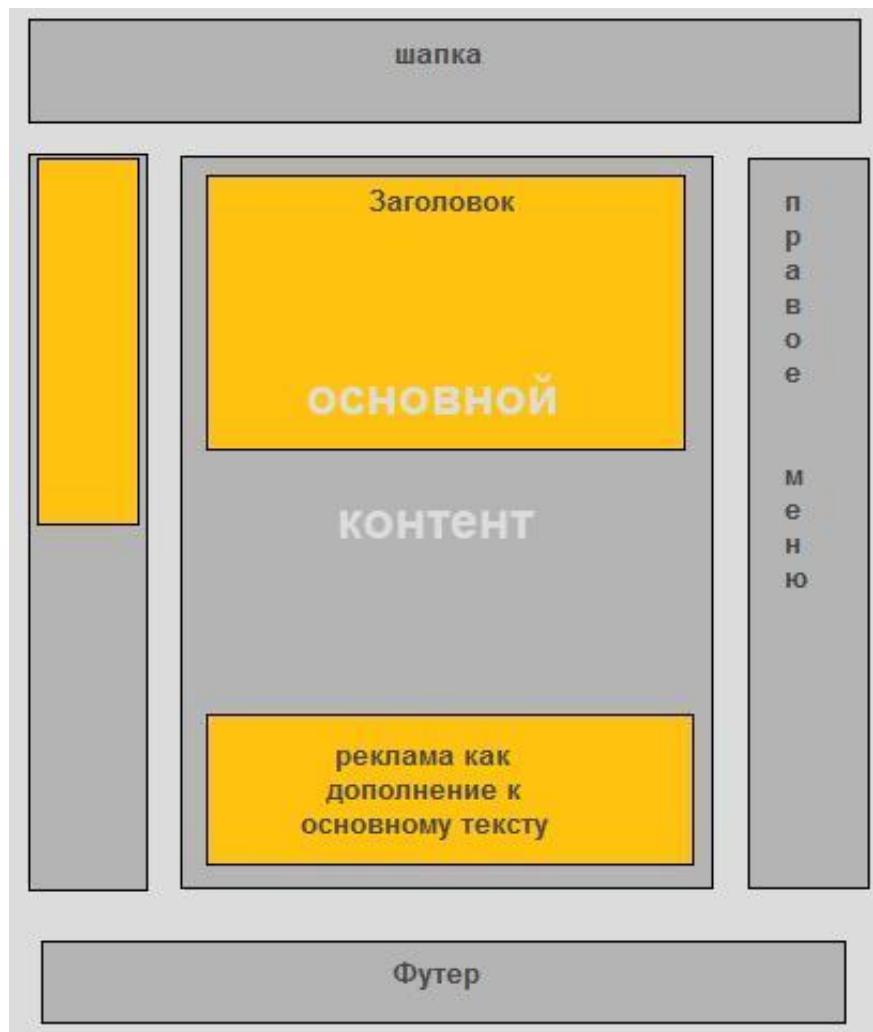 шапка
Заголовок
основной
контент
реклама как
дополнение к
основному тексту
п
р
а
в
о
е
м
е
н
ю
Футер